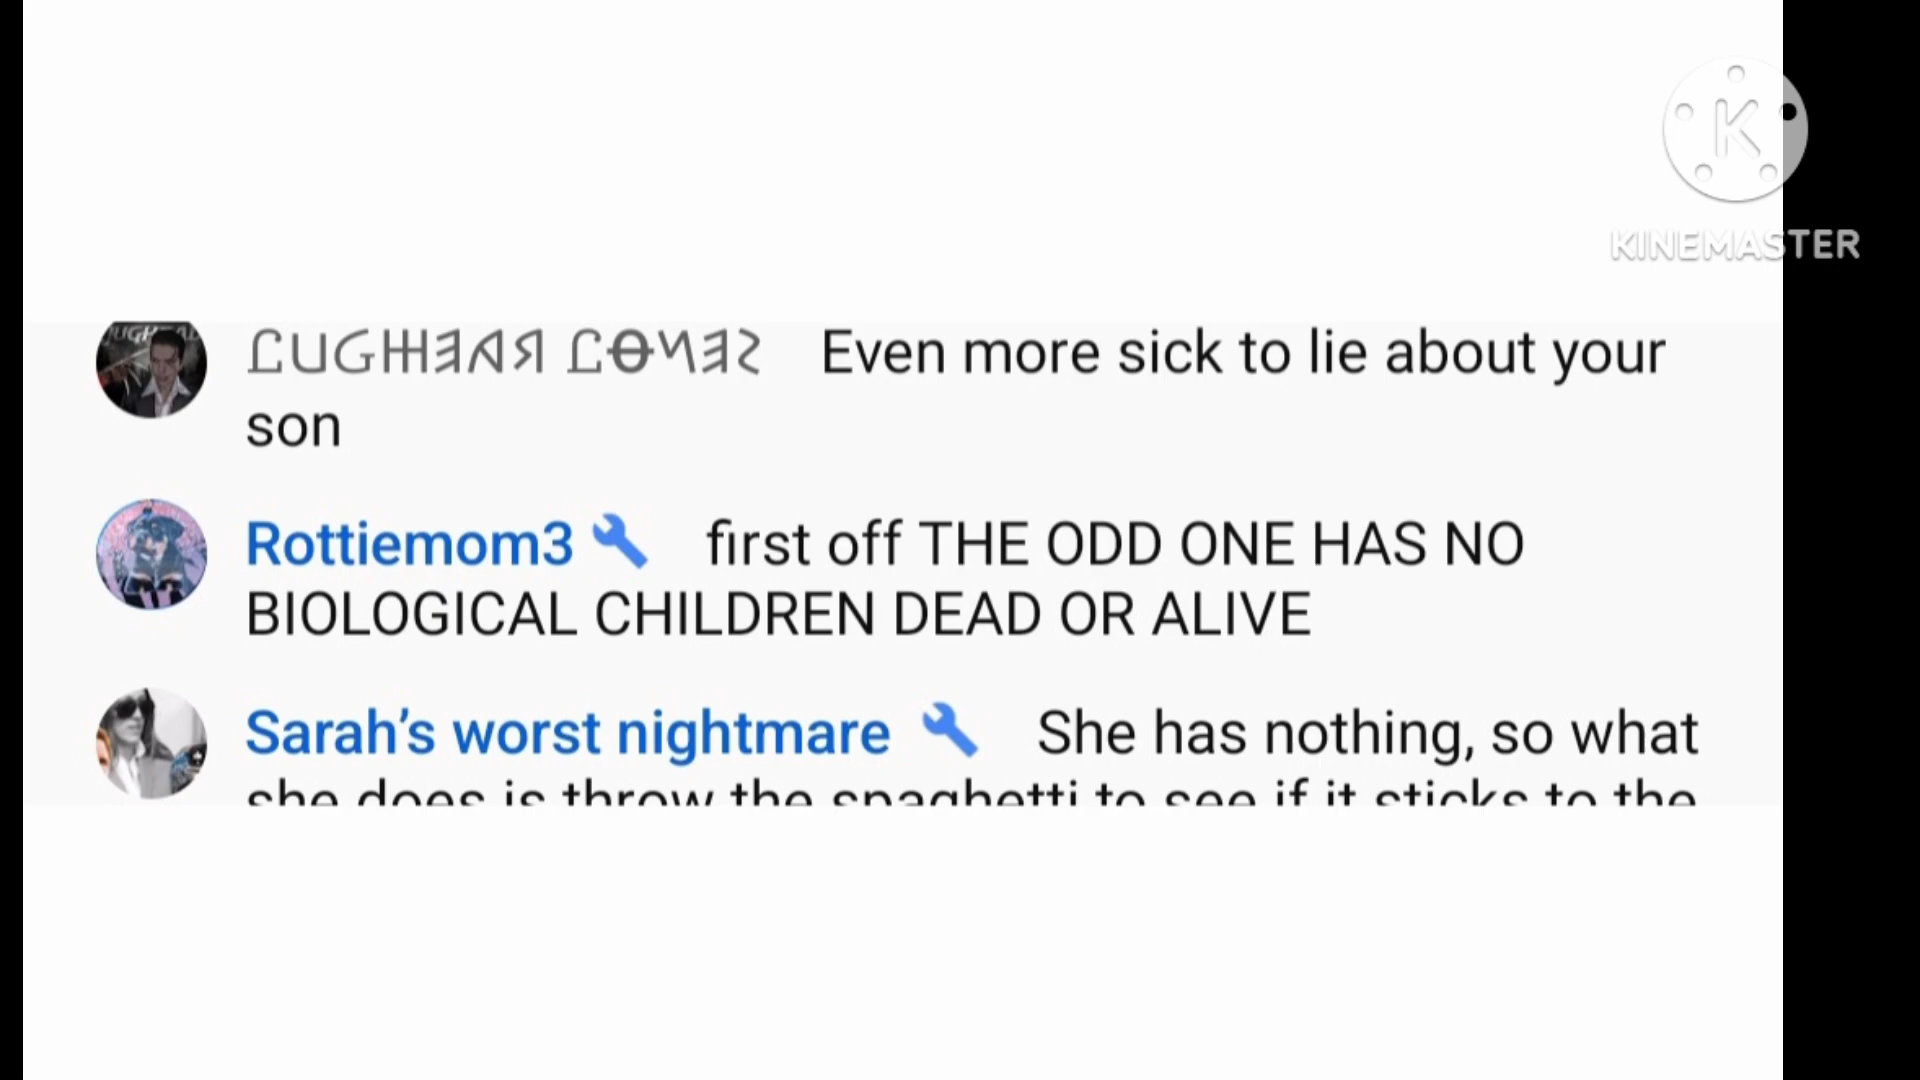 ՐUGHEAR ՐONES Even more sick to lie about your
son
Rottiemom3 first off THE ODD ONE HAS NO
BIOLOGICAL CHILDREN DEAD OR ALIVE
Sarah's worst nightmare She has nothing, so what
she does is throw the spaghetti to see if it sticks to the
K
KINEMASTER